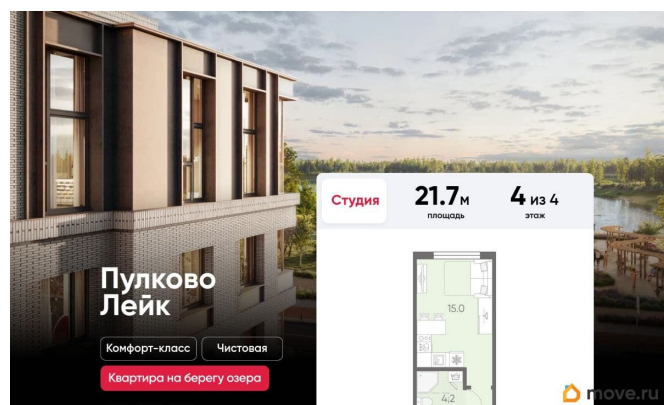 Студия
21.7 м
площадь
4 из 4
этаж
Пулково
Лейк
15.0
Комфорт-класс
Чистовая
Квартира на берегу озера
4.2
move.ru